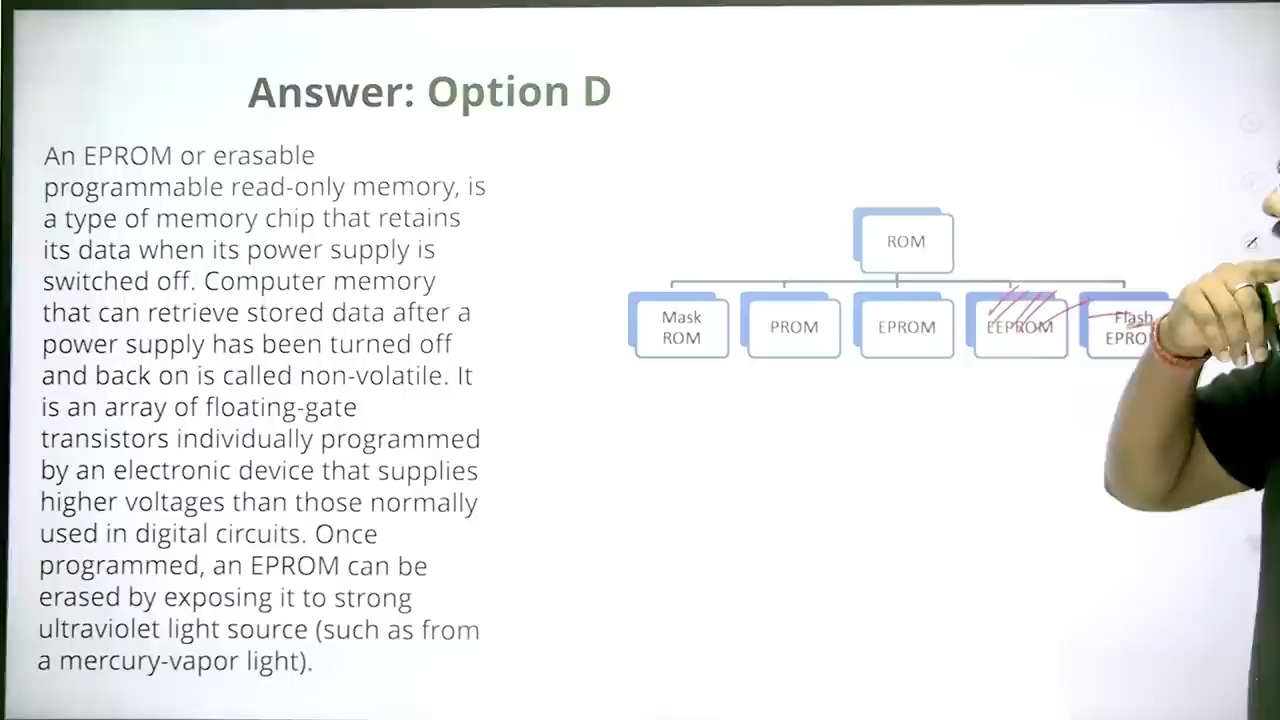 Answer: Option D
An EPROM or erasable
programmable read-only memory, is
a type of memory chip that retains
its data when its power supply is
switched off. Computer memory
that can retrieve stored data after a
power supply has been turned off
and back on is called non-volatile. It
is an array of floating-gate
transistors individually programmed
by an electronic device that supplies
higher voltages than those normally
used in digital circuits. Once
programmed, an EPROM can be
erased by exposing it to strong
ultraviolet light source (such as from
a mercury-vapor light).
ROM
Mask
ROM
PROM
EPROM
EEPROM
Flash